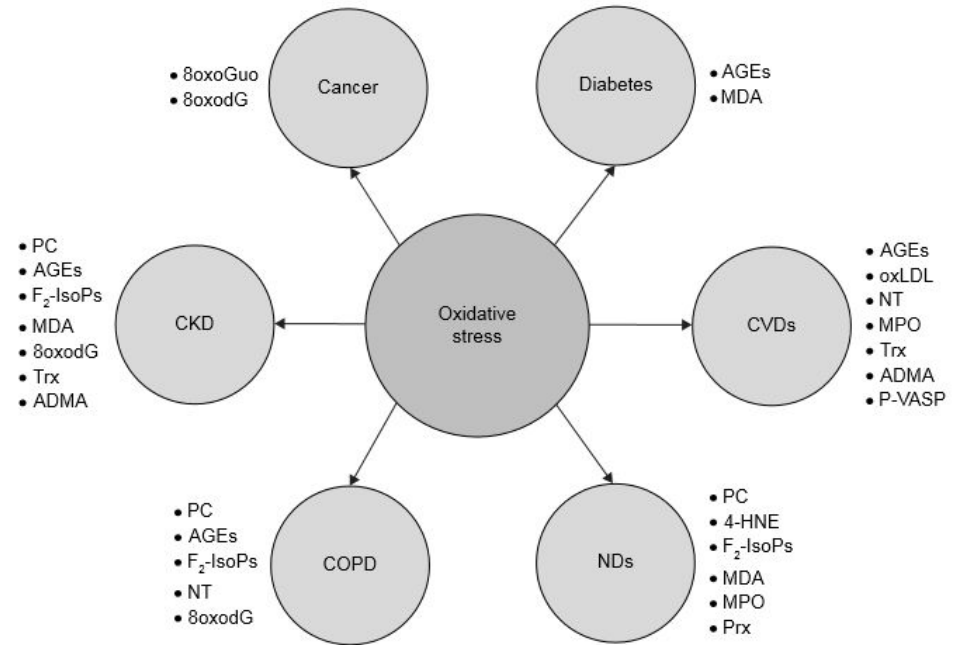 • 8oxoGuo
• 8oxodG
Cancer
Diabetes
• AGEs
• MDA
• PC
• AGEs
• F₂-IsoPs
• MDA
• 8oxodG
• Trx
• ADMA
CKD
Oxidative
stress
CVDs
• AGEs
• oxLDL
• NT
• MPO
• Trx
• ADMA
• P-VASP
• PC
• AGEs
• F₂-IsoPs
• NT
• 8oxodG
COPD
NDs
• PC
• 4-HNE
• F₂-IsoPs
• MDA
• MPO
• Prx